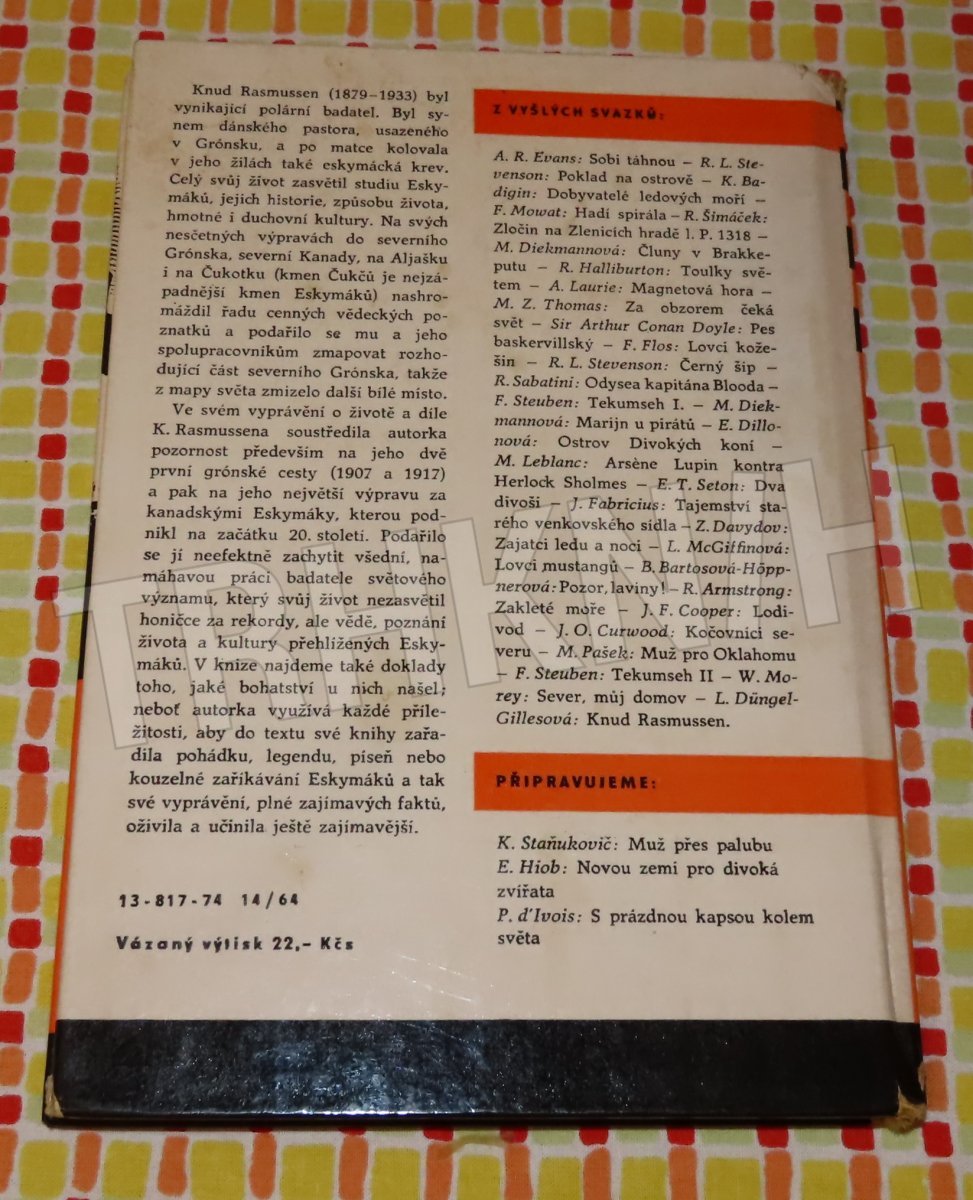 Knud Rasmussen (1879–1933) byl
vynikající polární badatel. Byl sy-
nem dánského pastora, usazeného
v Grónsku, a po matce kolovala
v jeho žilách také eskymácká krev.
Celý svůj život zasvětil studiu Esky-
máků, jejich historie, způsobu života,
hmotné i duchovní kultury. Na svých
nesčetných výpravách do severního
Grónska, severní Kanady, na Aljašku
i na Čukotku (kmen Čukčů je nejzá-
padnější kmen Eskymáků) nashro-
máždil řadu cenných vědeckých po-
znatků a podařilo se mu a jeho
spolupracovníkům zmapovat rozho-
dující část severního Grónska, takže
z mapy světa zmizelo další bílé místo.
Ve svém vyprávění o životě a díle
K. Rasmussena soustředila autorka
pozornost především na jeho dvě
první grónské cesty (1907 a 1917)
a pak na jeho největší výpravu za
kanadskými Eskymáky, kterou pod-
nikl na začátku 20. století. Podařilo
se jí neefektně zachytit všední, na-
máhavou práci badatele světového
významu, který svůj život nezasvětil
honičce za rekordy, ale vědě, poznání
života a kultury přehlížených Esky-
máků. V knize najdeme také doklady
toho, jaké bohatství u nich našel;
neboť autorka využívá každé příle-
žitosti, aby do textu své knihy zařa-
dila pohádku, legendu, píseň nebo
kouzelné zaříkávání Eskymáků a tak
své vyprávění, plné zajímavých faktů,
oživila a učinila ještě zajímavější.
13-817-74 14/64
Vázaný výtisk 22,– Kčs
Z VYŠLÝCH SVAZKŮ:
A. R. Evans: Sobi táhnou – R. L. Ste-
venson: Poklad na ostrově – K. Ba-
digin: Dobyvatelé ledových moří –
F. Mowat: Hadí spirála – R. Šimáček:
Zločin na Zlenicích hradě l. P. 1318 –
M. Diekmannová: Čluny v Brakke-
putu – R. Halliburton: Toulky svě-
tem – A. Laurie: Magnetová hora –
M. Z. Thomas: Za obzorem čeká
svět – Sir Arthur Conan Doyle: Pes
baskervillský – F. Flos: Lovci kože-
šin – R. L. Stevenson: Černý šíp –
R. Sabatini: Odysea kapitána Blooda –
F. Steuben: Tekumseh I. – M. Diek-
mannová: Marijn u pirátů – E. Dillo-
nová: Ostrov Divokých koní –
M. Leblanc: Arsène Lupin kontra
Herlock Sholmes – E. T. Seton: Dva
divoši – J. Fabricius: Tajemství sta-
rého venkovského sídla – Z. Davydov:
Zajatci ledu a noci – L. McGiffinová:
Lovci mustangů – B. Bartosová-Höpp-
nerová: Pozor, laviny! – R. Armstrong:
Zakleté moře – J. F. Cooper: Lodi-
vod – J. O. Curwood: Kočovníci se-
veru – M. Pašek: Muž pro Oklahomu
– F. Steuben: Tekumseh II – W. Mo-
rey: Sever, můj domov – L. Düngel-
Gillesová: Knud Rasmussen.
PŘIPRAVUJEME:
K. Staňukovič: Muž přes palubu
E. Hiob: Novou zemi pro divoká
zvířata
P. d'Ivois: S prázdnou kapsou kolem
světa